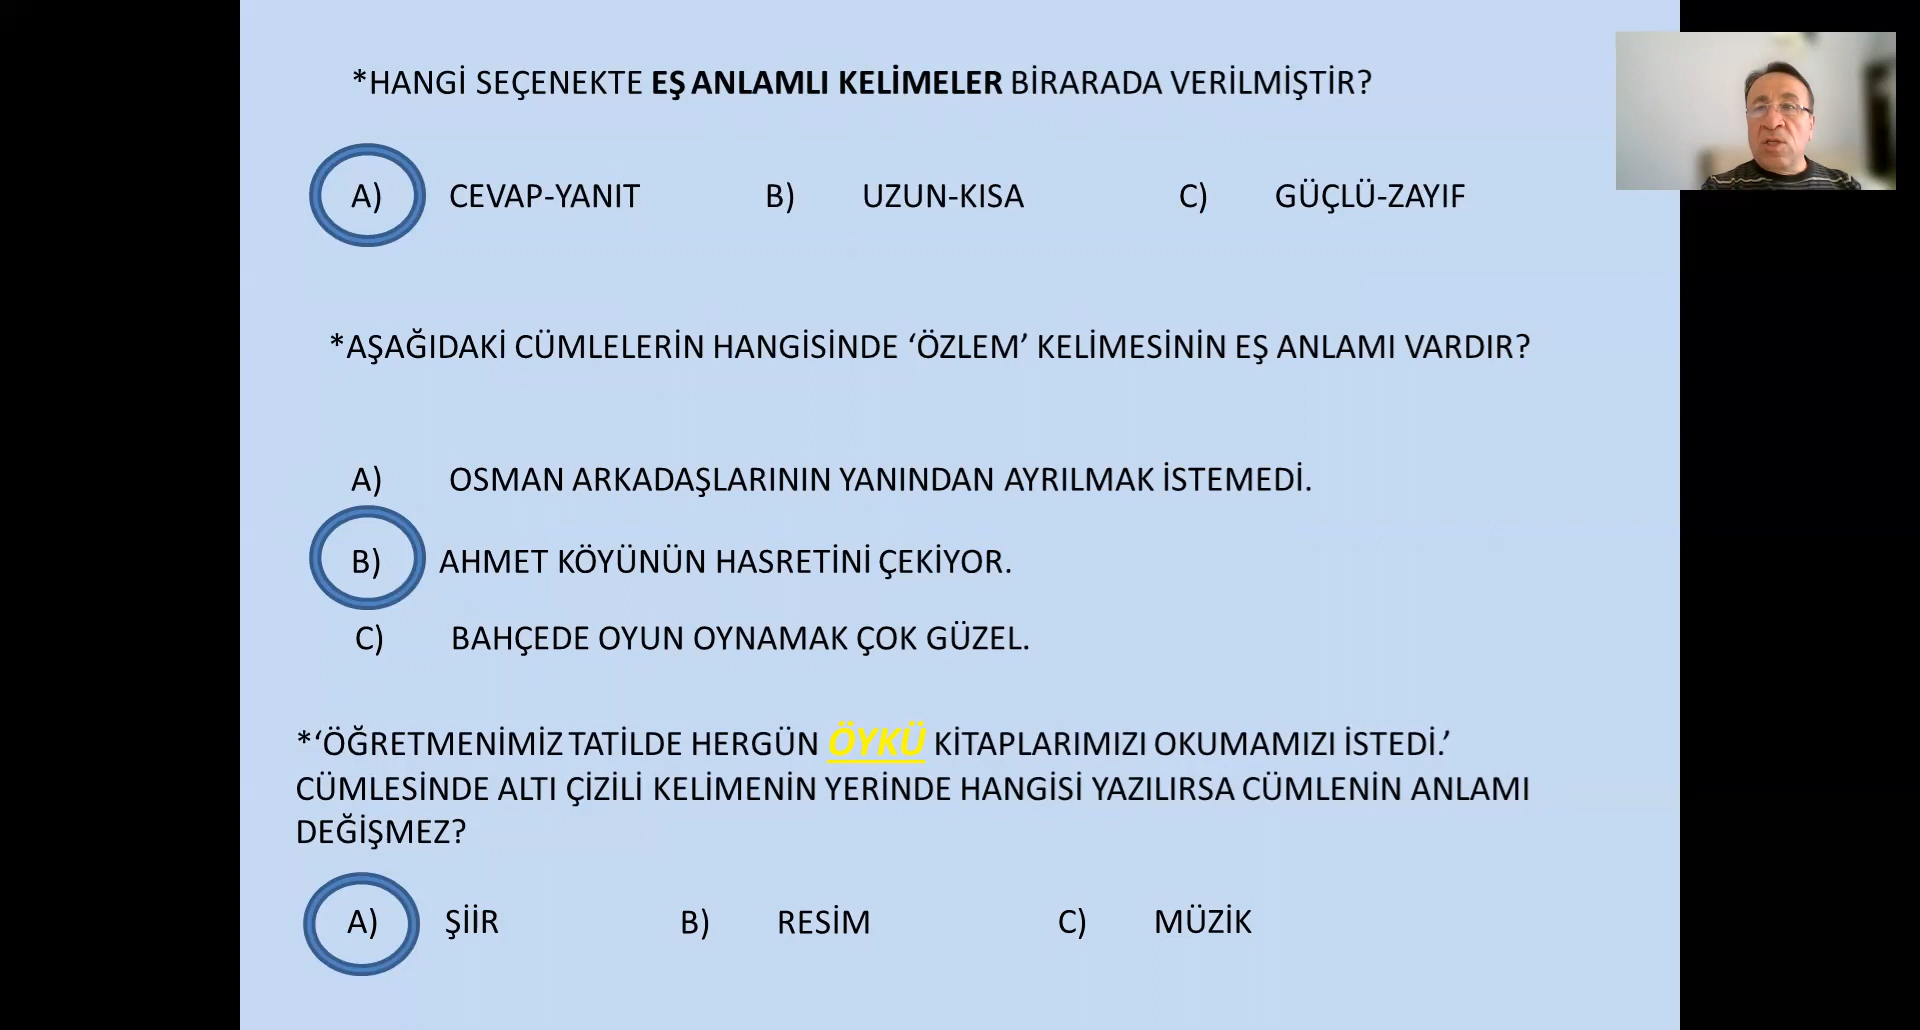 *HANGİ SEÇENEKTE EŞ ANLAMLI KELİMELER BİRARADA VERİLMİŞTİR?
A) CEVAP-YANIT B) UZUN-KISA C) GÜÇLÜ-ZAYIF
*AŞAĞIDAKİ CÜMLELERİN HANGİSİNDE ‘ÖZLEM’ KELİMESİNİN EŞ ANLAMI VARDIR?
A) OSMAN ARKADAŞLARININ YANINDAN AYRILMAK İSTEMEDİ.
B) AHMET KÖYÜNÜN HASRETİNİ ÇEKİYOR.
C) BAHÇEDE OYUN OYNAMAK ÇOK GÜZEL.
*‘ÖĞRETMENİMİZ TATİLDE HERGÜN ÖYKÜ KİTAPLARIMIZI OKUMAMIZI İSTEDİ.’
CÜMLESİNDE ALTI ÇİZİLİ KELİMENİN YERİNDE HANGİSİ YAZILIRSA CÜMLENİN ANLAMI
DEĞİŞMEZ?
A) ŞİİR B) RESİM C) MÜZİK